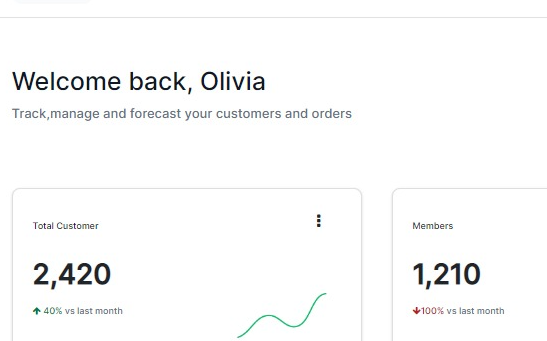 Welcome back, Olivia
Track,manage and forecast your customers and orders
Total Customer
2,420
40% vs last month
Members
1,210
100% vs last month